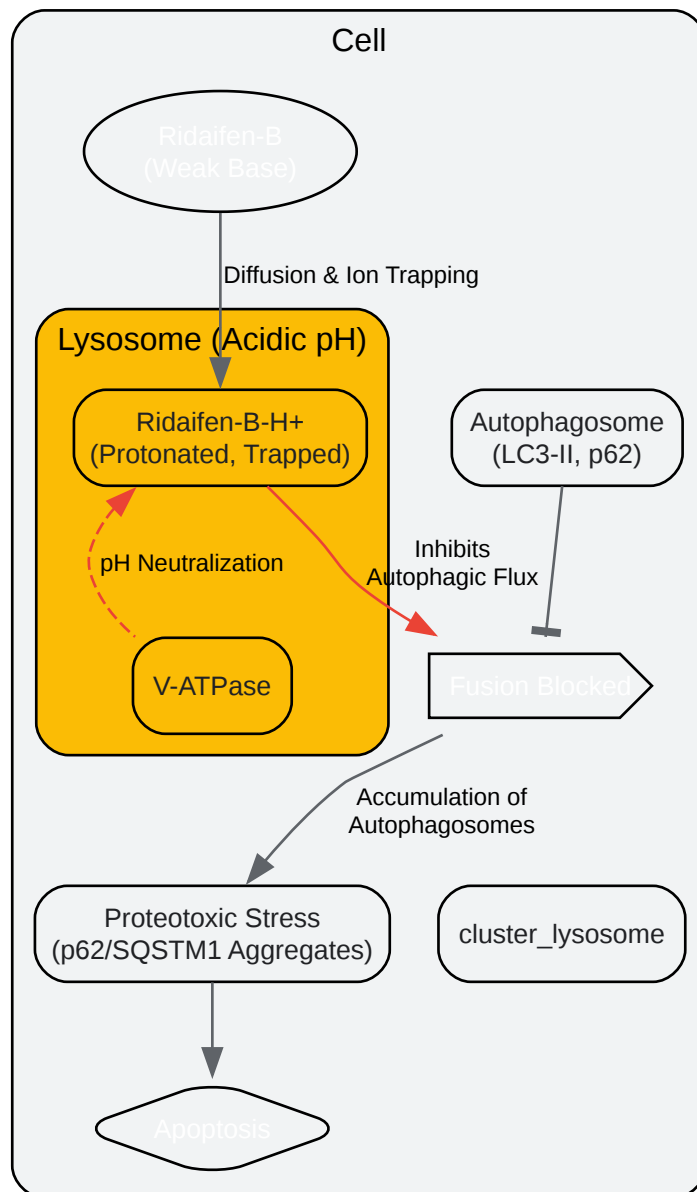 Cell
Ridaifen-B
(Weak Base)
Diffusion & Ion Trapping
Lysosome (Acidic pH)
Ridaifen-B-H+
(Protonated, Trapped)
Autophagosome
(LC3-II, p62)
pH Neutralization
Inhibits
Autophagic Flux
V-ATPase
Fusion Blocked
Accumulation of
Autophagosomes
Proteotoxic Stress
(p62/SQSTM1 Aggregates)
cluster_lysosome
Apoptosis